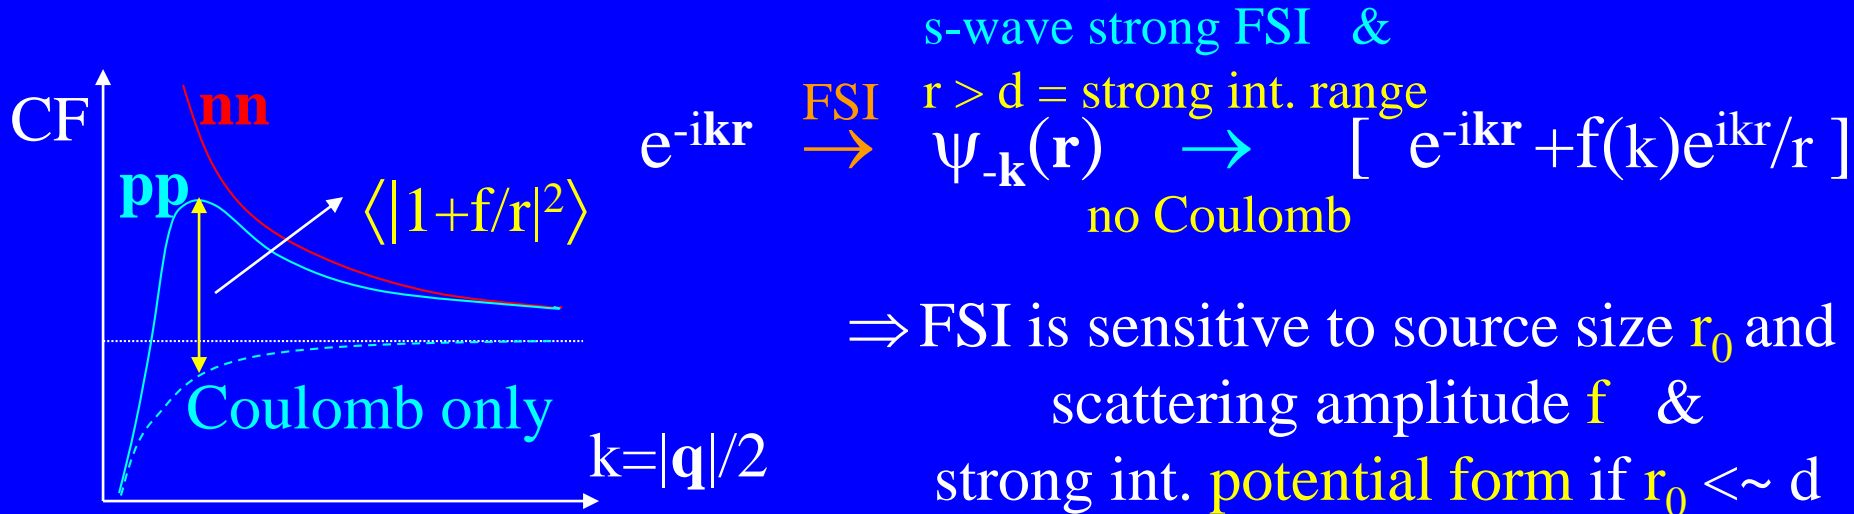 CF
nn
pp
⟨|1+f/r|²⟩
Coulomb only
k=|q|/2
s-wave strong FSI &
r > d = strong int. range
e⁻ⁱᵏʳ FSI → ψ₋ₖ(r) → [ e⁻ⁱᵏʳ +f(k)eⁱᵏʳ/r ]
no Coulomb
⇒ FSI is sensitive to source size r₀ and
scattering amplitude f &
strong int. potential form if r₀ <~ d